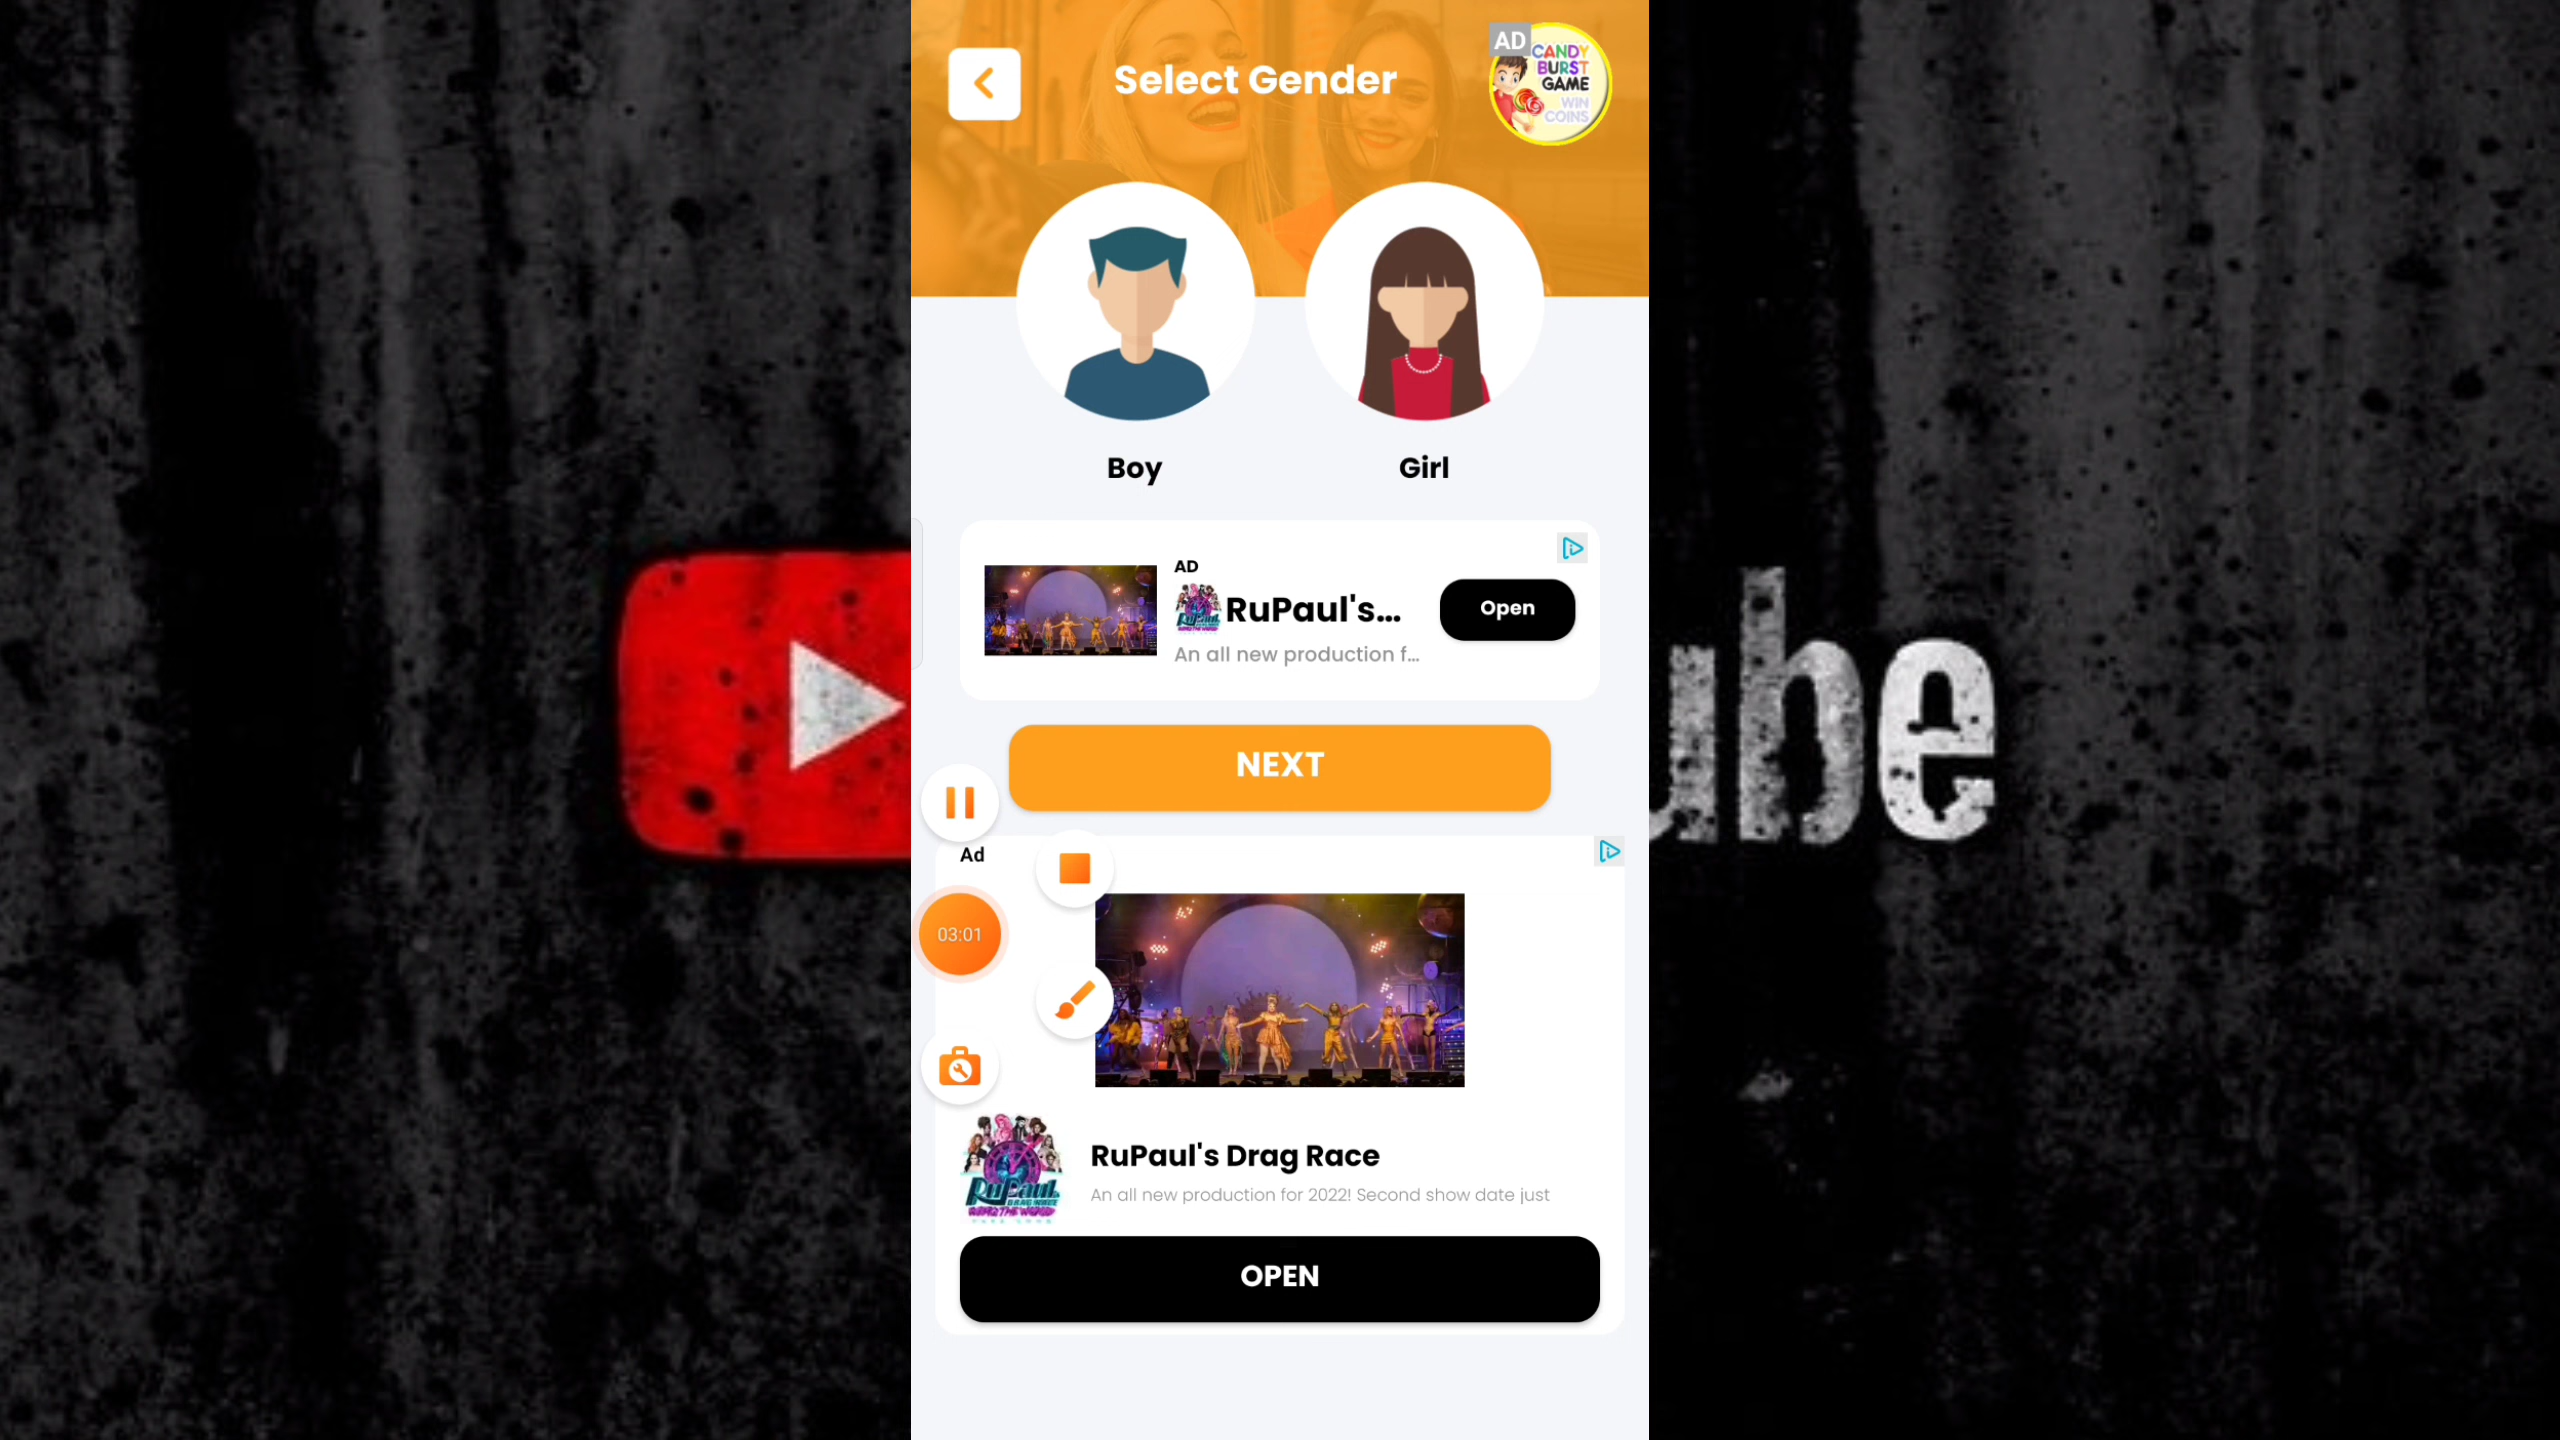 Select Gender
AD
CANDY
BURST
GAME
WIN
COINS
Boy
Girl
AD
RuPaul's...
An all new production f...
Open
NEXT
ube
Ad
03:01
RuPaul
RuPaul's Drag Race
An all new production for 2022! Second show date just
OPEN